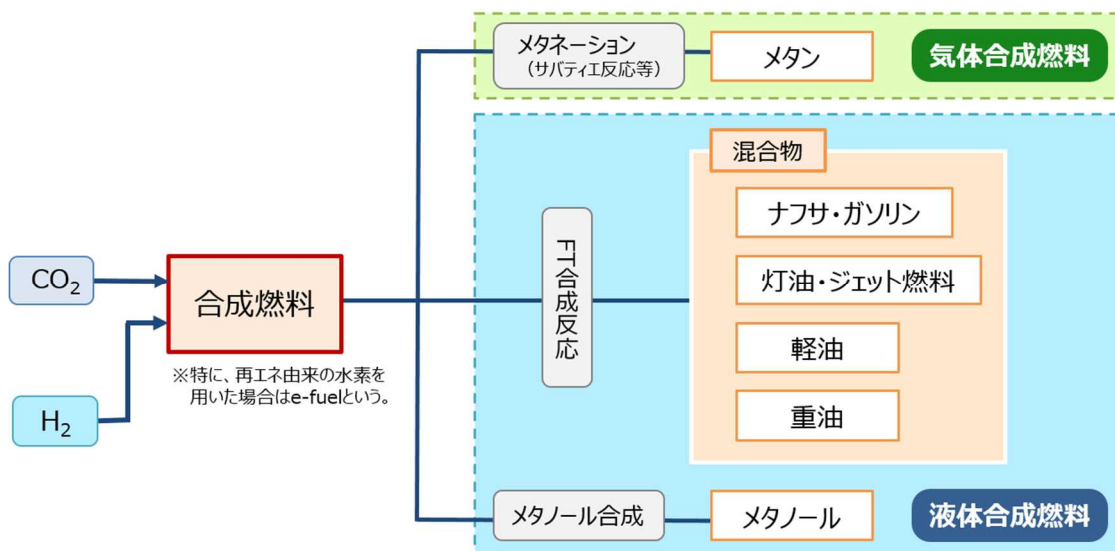 メタネーション
（サバティエ反応等）
メタン
気体合成燃料
混合物
ナフサ・ガソリン
FT合成反応
灯油・ジェット燃料
CO₂
合成燃料
軽油
※特に、再エネ由来の水素を
用いた場合はe-fuelという。
H₂
重油
メタノール合成
メタノール
液体合成燃料